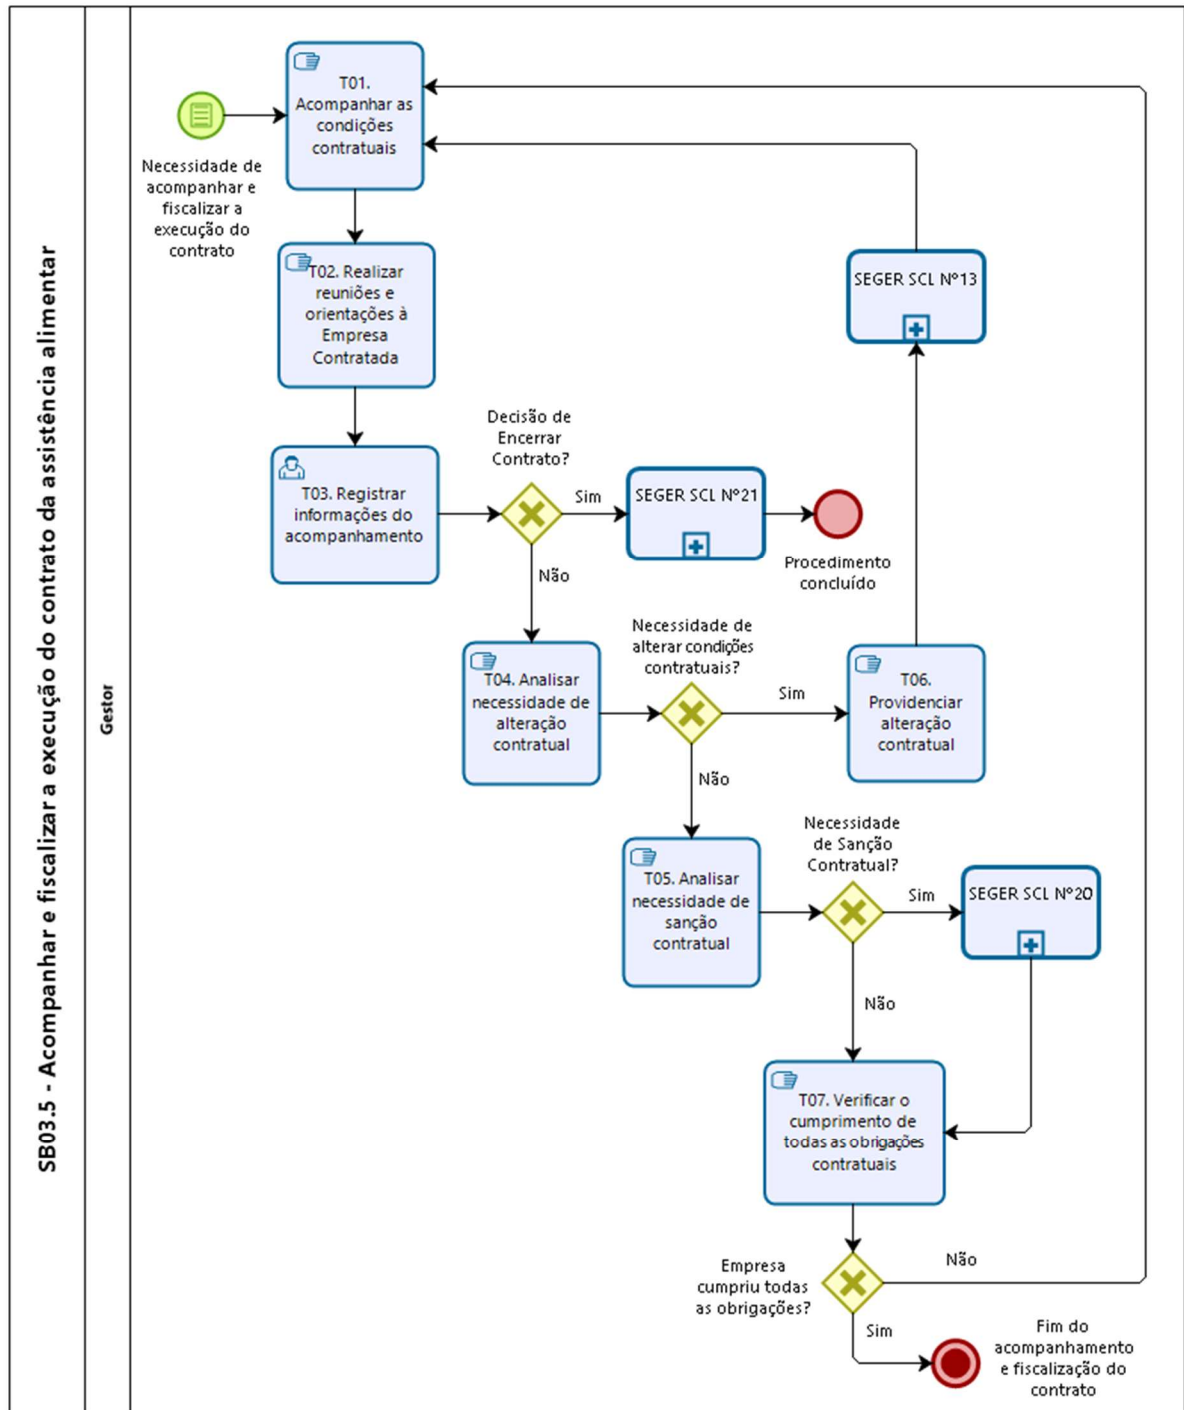 SB03.5 - Acompanhar e fiscalizar a execução do contrato da assistência alimentar
Gestor
Necessidade de
acompanhar e
fiscalizar a
execução do
contrato
T01.
Acompanhar as
condições
contratuais
T02. Realizar
reuniões e
orientações à
Empresa
Contratada
SEGER SCL Nº13
T03. Registrar
informações do
acompanhamento
Decisão de
Encerrar
Contrato?
Sim
SEGER SCL Nº21
Procedimento
concluído
Não
T04. Analisar
necessidade de
alteração
contratual
Necessidade de
alterar condições
contratuais?
Sim
T06.
Providenciar
alteração
contratual
Não
T05. Analisar
necessidade de
sanção
contratual
Necessidade
de Sanção
Contratual?
Sim
SEGER SCL Nº20
Não
T07. Verificar o
cumprimento de
todas as obrigações
contratuais
Empresa
cumpriu todas
as obrigações?
Não
Sim
Fim do
acompanhamento
e fiscalização do
contrato